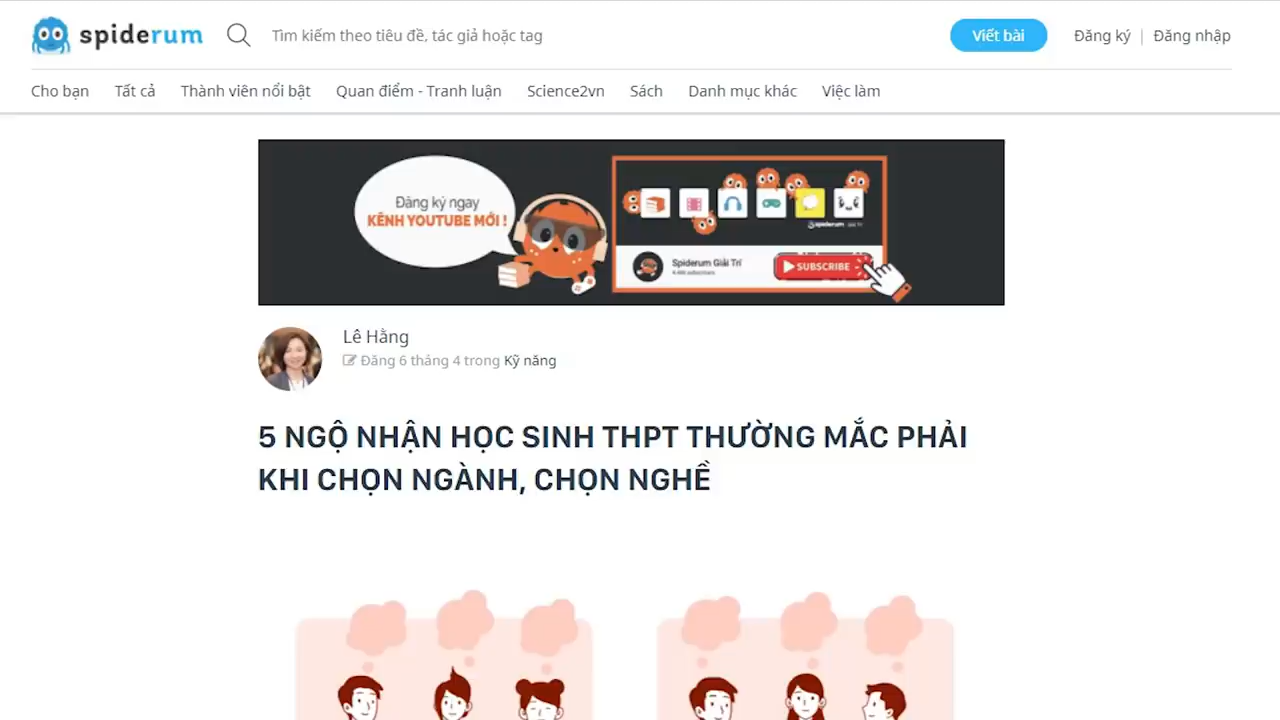 spiderum
Tìm kiếm theo tiêu đề, tác giả hoặc tag
Viết bài
Đăng ký | Đăng nhập
Cho bạn Tất cả Thành viên nổi bật Quan điểm - Tranh luận Science2vn Sách Danh mục khác Việc làm
Đăng ký ngay
KÊNH YOUTUBE MỚI !
spiderum
Spiderum Giải Trí
SUBSCRIBE
Lê Hằng
Đăng 6 tháng 4 trong Kỹ năng
5 NGỘ NHẬN HỌC SINH THPT THƯỜNG MẮC PHẢI
KHI CHỌN NGÀNH, CHỌN NGHỀ